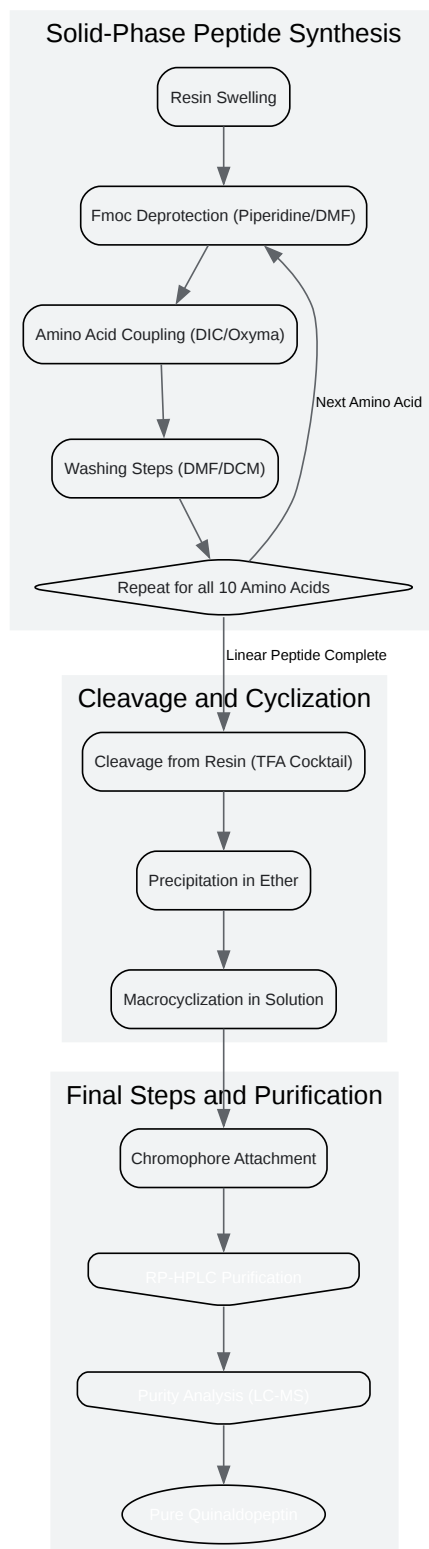 Solid-Phase Peptide Synthesis
Resin Swelling
Fmoc Deprotection (Piperidine/DMF)
Amino Acid Coupling (DIC/Oxyma)
Next Amino Acid
Washing Steps (DMF/DCM)
Repeat for all 10 Amino Acids
Linear Peptide Complete
Cleavage and Cyclization
Cleavage from Resin (TFA Cocktail)
Precipitation in Ether
Macrocyclization in Solution
Final Steps and Purification
Chromophore Attachment
RP-HPLC Purification
Purity Analysis (LC-MS)
Pure Quinaldopeptin